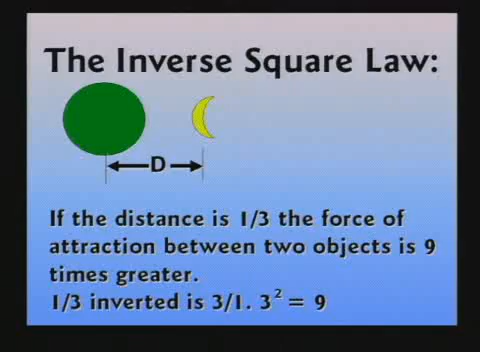 The Inverse Square Law:
D
If the distance is 1/3 the force of
attraction between two objects is 9
times greater.
1/3 inverted is 3/1. 3² = 9